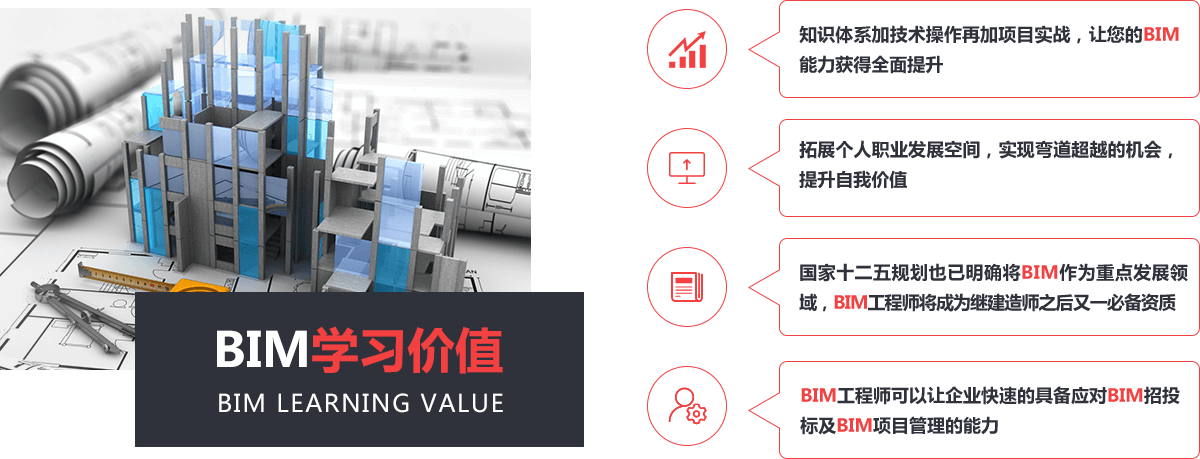 BIM学习价值
BIM LEARNING VALUE
知识体系加技术操作再加项目实战，让您的BIM
能力获得全面提升
拓展个人职业发展空间，实现弯道超越的机会，
提升自我价值
国家十二五规划也已明确将BIM作为重点发展领
域，BIM工程师将成为继建造师之后又一必备资质
BIM工程师可以让企业快速的具备应对BIM招投
标及BIM项目管理的能力